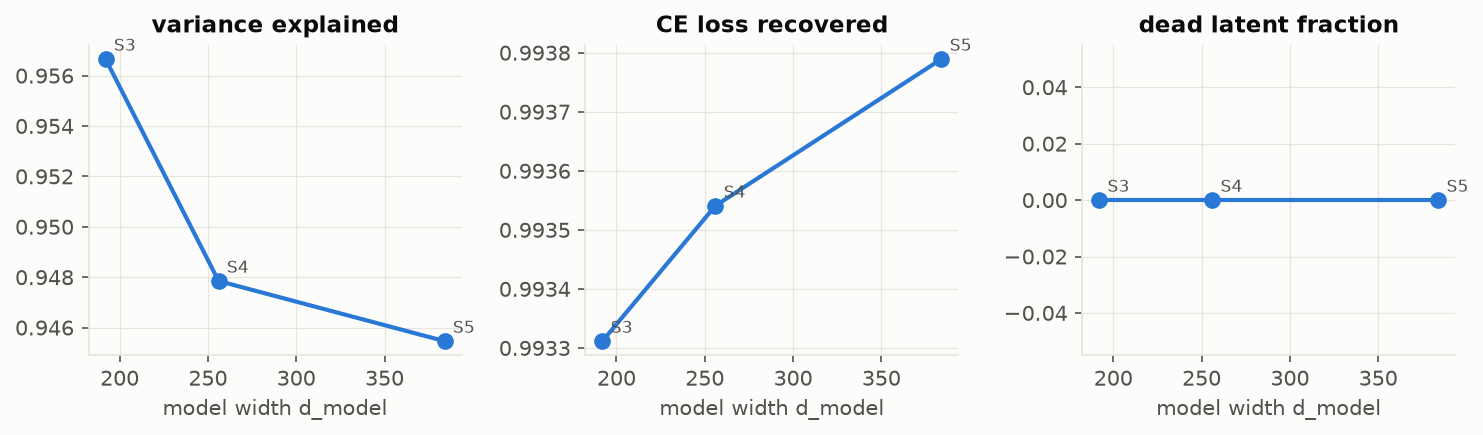 variance explained
0.956
0.954
0.952
0.950
0.948
0.946
S3
S4
S5
200
250
300
350
model width d_model
CE loss recovered
0.9938
0.9937
0.9936
0.9935
0.9934
0.9933
S3
S4
S5
200
250
300
350
model width d_model
dead latent fraction
0.04
0.02
0.00
−0.02
−0.04
S3
S4
S5
200
250
300
350
model width d_model